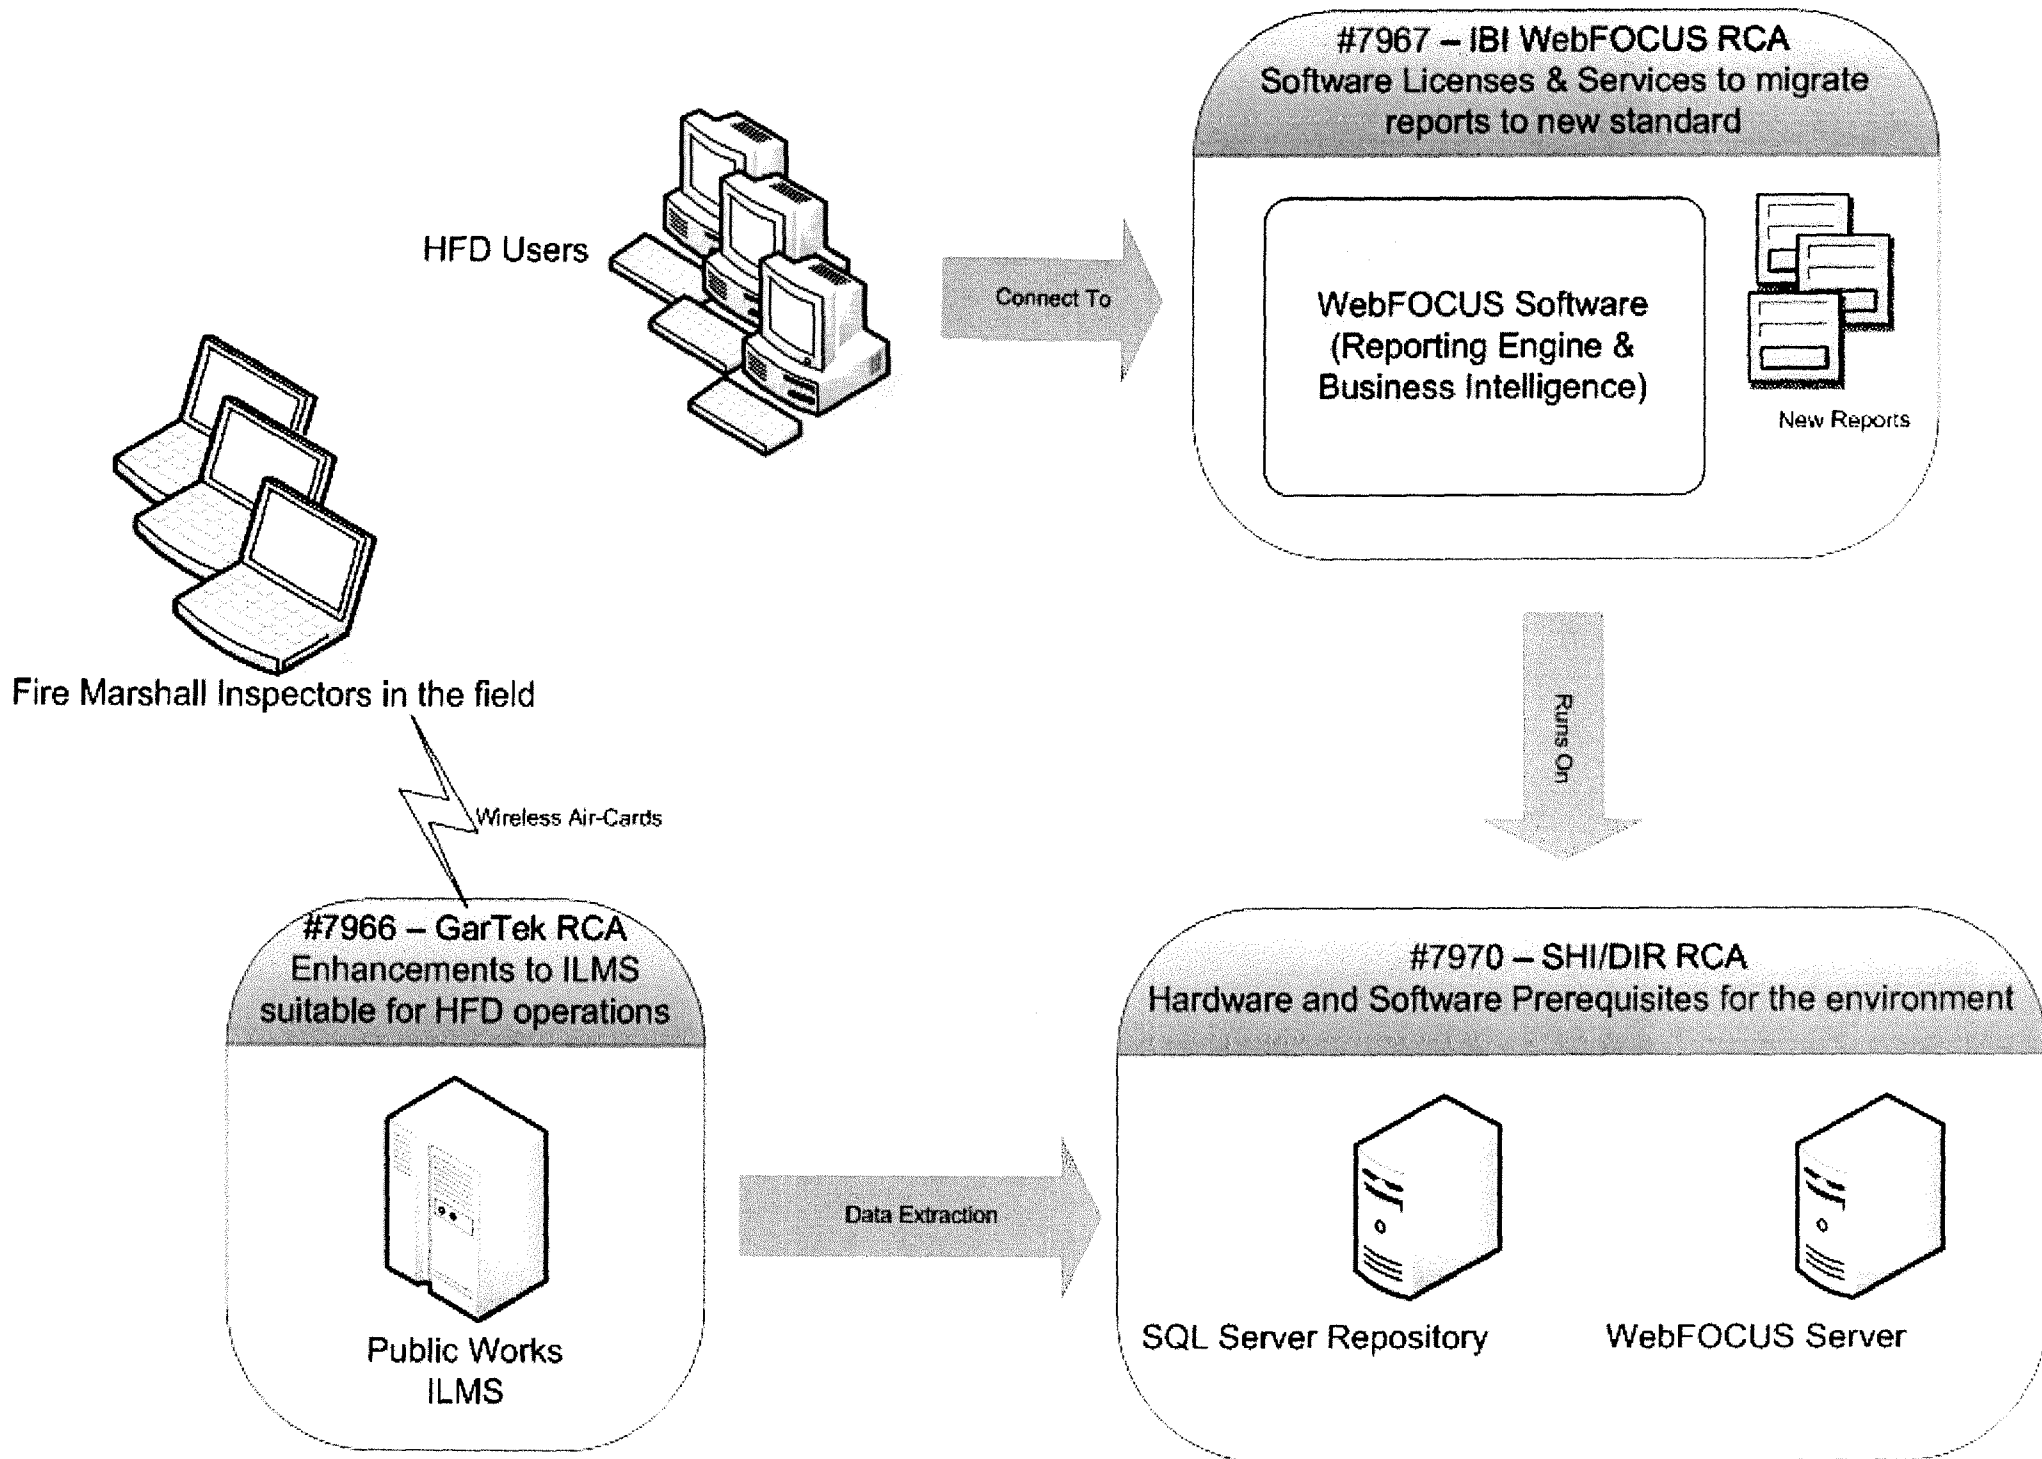 #7967 – IBI WebFOCUS RCA
Software Licenses & Services to migrate
reports to new standard
HFD Users
Connect To
WebFOCUS Software
(Reporting Engine &
Business Intelligence)
New Reports
Fire Marshall Inspectors in the field
Runs On
Wireless Air-Cards
#7966 – GarTek RCA
Enhancements to ILMS
suitable for HFD operations
#7970 – SHI/DIR RCA
Hardware and Software Prerequisites for the environment
Data Extraction
Public Works
ILMS
SQL Server Repository
WebFOCUS Server